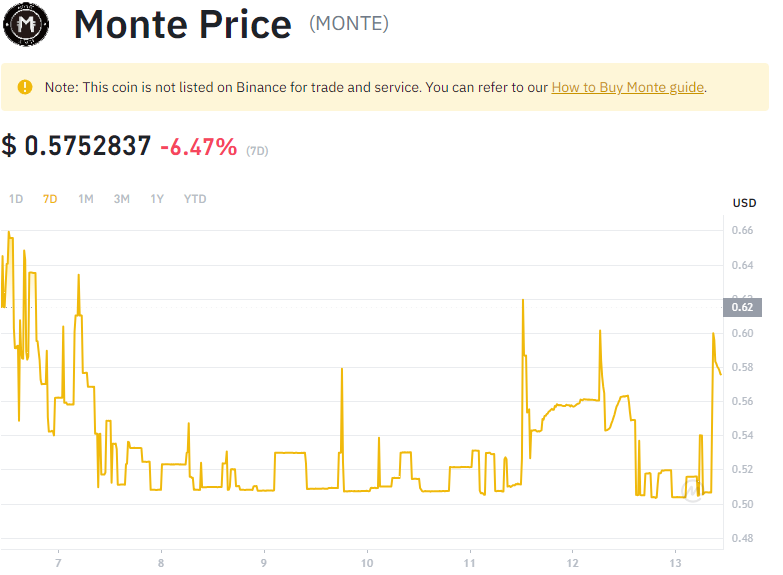 Monte Price (MONTE)
Note: This coin is not listed on Binance for trade and service. You can refer to our How to Buy Monte guide.
$ 0.5752837 -6.47% (7D)
1D 7D 1M 3M 1Y YTD
USD
0.66
0.64
0.62
0.60
0.58
0.56
0.54
0.52
0.50
0.48
7 8 9 10 11 12 13